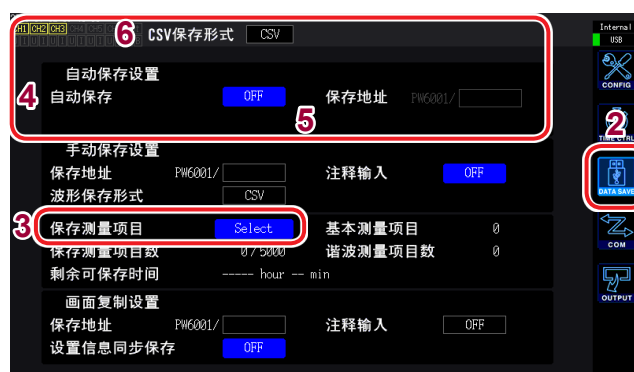 CH1 CH2 CH3
6 CSV保存形式 CSV
Internal
USB
自动保存设置
4 自动保存 OFF 保存地址 PW6001/
5
CONFIG
2
TIME CTRL
手动保存设置
保存地址 PW6001/ 注释输入 OFF
波形保存形式 CSV
DATA SAVE
3 保存测量项目 Select 基本测量项目 0
保存测量项目数 0/5000 谐波测量项目数 0
剩余可保存时间 ----- hour -- min
COM
画面复制设置
保存地址 PW6001/ 注释输入 OFF
设置信息同步保存 OFF
OUTPUT